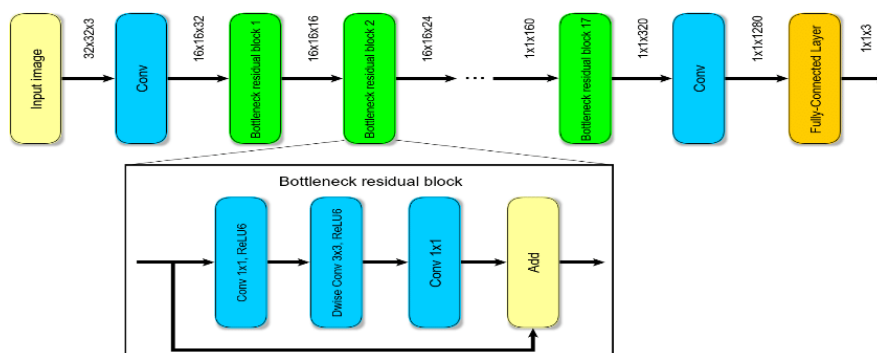 Input image
32x32x3
Conv
16x16x32
Bottleneck residual block 1
16x16x16
Bottleneck residual block 2
16x16x24
...
1x1x160
Bottleneck residual block 17
1x1x320
Conv
1x1x1280
Fully-Connected Layer
1x1x3
Bottleneck residual block
Conv 1x1, ReLU6
Dwise Conv 3x3, ReLU6
Conv 1x1
Add